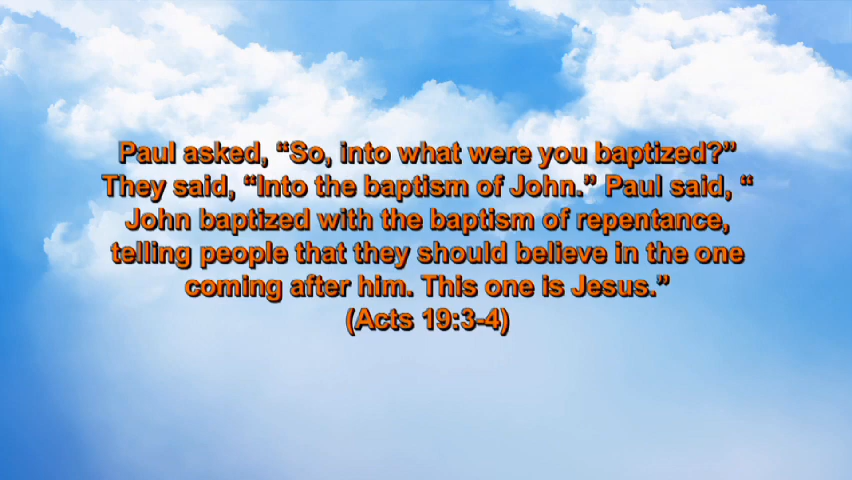 Paul asked, “So, into what were you baptized?”
They said, “Into the baptism of John.” Paul said, “
John baptized with the baptism of repentance,
telling people that they should believe in the one
coming after him. This one is Jesus.”
(Acts 19:3-4)